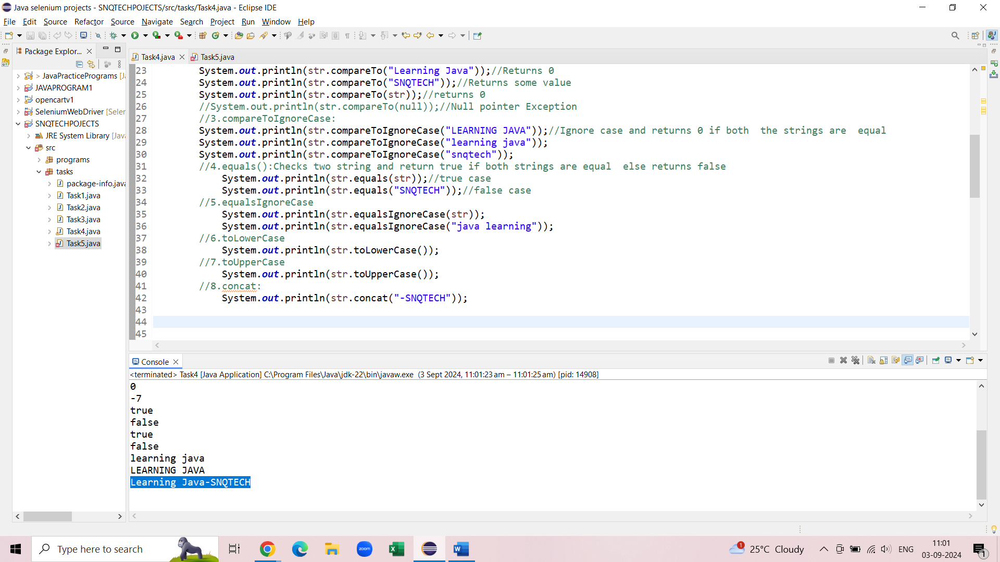 Java selenium projects - SNQTECHPOJECTS/src/tasks/Task4.java - Eclipse IDE
File Edit Source Refactor Source Navigate Search Project Run Window Help
Package Explor...
Task4.java
Task5.java
> JavaPracticePrograms [Ja
JAVAPROGRAM1
opencartv1
SeleniumWebDriver [Seler
SNQTECHPOJECTS
JRE System Library [Java
src
programs
tasks
package-info.java
Task1.java
Task2.java
Task3.java
Task4.java
Task5.java
23 System.out.println(str.compareTo("Learning Java"));//Returns 0
24 System.out.println(str.compareTo("SNQTECH"));//Returns some value
25 System.out.println(str.compareTo(str));//returns 0
26 //System.out.println(str.compareTo(null));//Null pointer Exception
27 //3.compareToIgnoreCase:
28 System.out.println(str.compareToIgnoreCase("LEARNING JAVA"));//Ignore case and returns 0 if both  the strings are  equal
29 System.out.println(str.compareToIgnoreCase("learning java"));
30 System.out.println(str.compareToIgnoreCase("snqtech"));
31 //4.equals():Checks two string and return true if both strings are equal  else returns false
32 System.out.println(str.equals(str));//true case
33 System.out.println(str.equals("SNQTECH"));//false case
34 //5.equalsIgnoreCase
35 System.out.println(str.equalsIgnoreCase(str));
36 System.out.println(str.equalsIgnoreCase("java learning"));
37 //6.toLowerCase
38 System.out.println(str.toLowerCase());
39 //7.toUpperCase
40 System.out.println(str.toUpperCase());
41 //8.concat:
42 System.out.println(str.concat("-SNQTECH"));
43
44
45
Console
<terminated> Task4 [Java Application] C:\Program Files\Java\jdk-22\bin\javaw.exe (3 Sept 2024, 11:01:23 am – 11:01:25 am) [pid: 14908]
0
-7
true
false
true
false
learning java
LEARNING JAVA
Learning Java-SNQTECH
Type here to search
zoom
1
25°C Cloudy
ENG
11:01
03-09-2024
1